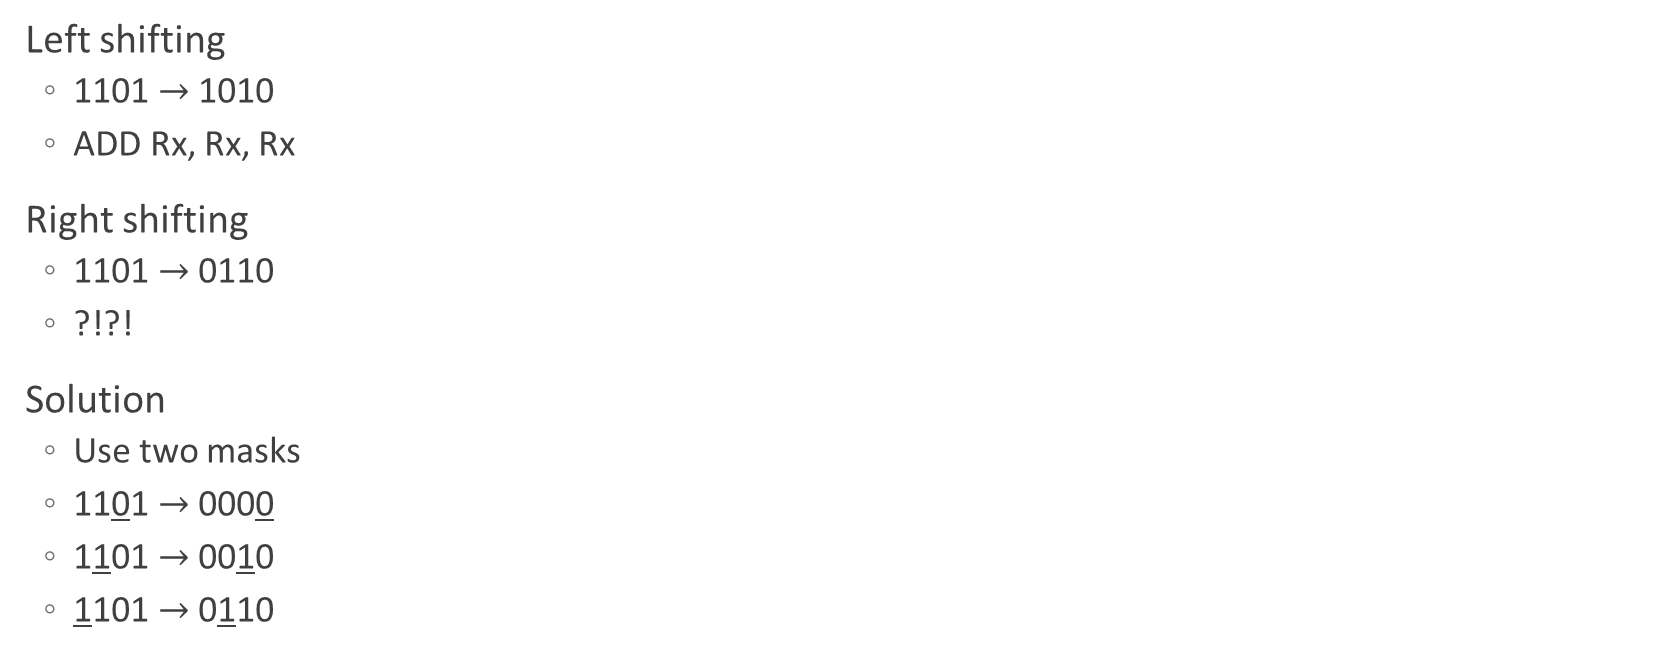 Left shifting
◦ 1101 → 1010
◦ ADD Rx, Rx, Rx
Right shifting
◦ 1101 → 0110
◦ ?!?!
Solution
◦ Use two masks
◦ 1101 → 0000
◦ 1101 → 0010
◦ 1101 → 0110